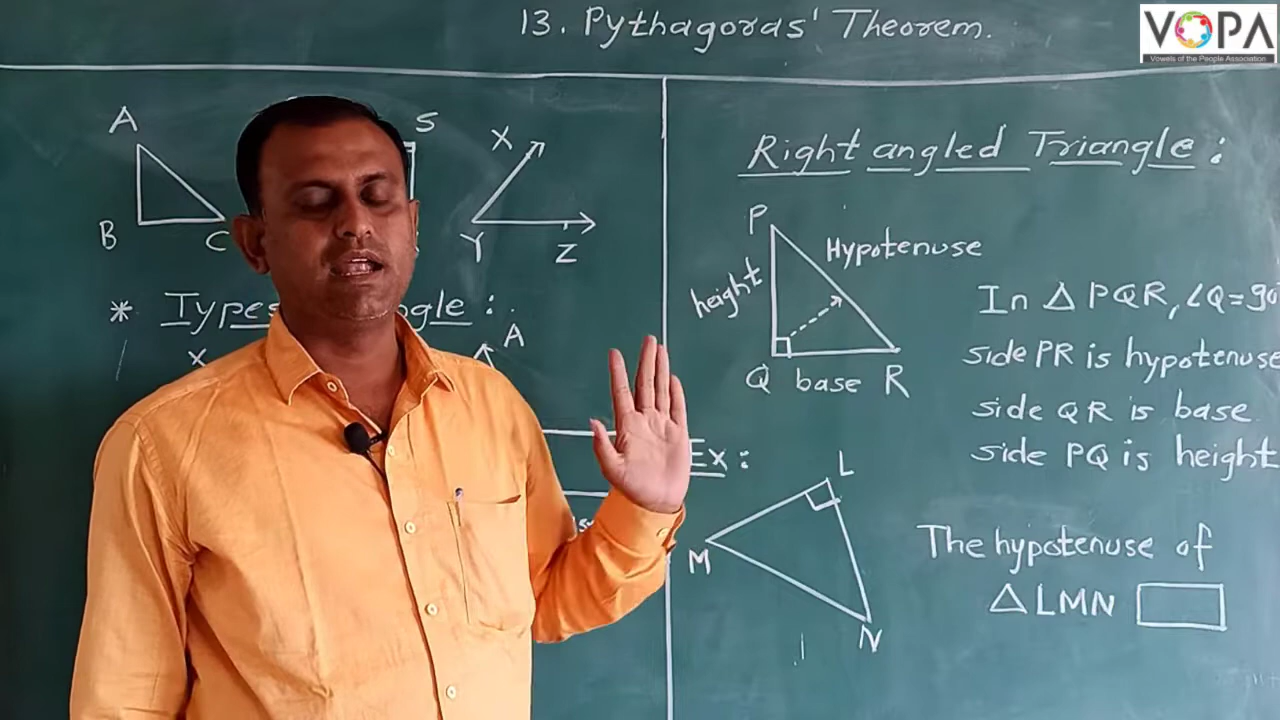 13. Pythagoras' Theorem.
VOPA
Vowels of the People Association
A
B
C
S
X
Y
Z
* Types
gle :
X
A
Right angled Triangle :
P
Hypotenuse
height
Q base R
In △ PQR, ∠Q = 90
side PR is hypotenuse
side QR is base
side PQ is height
Ex :
L
M
N
The hypotenuse of
△ LMN